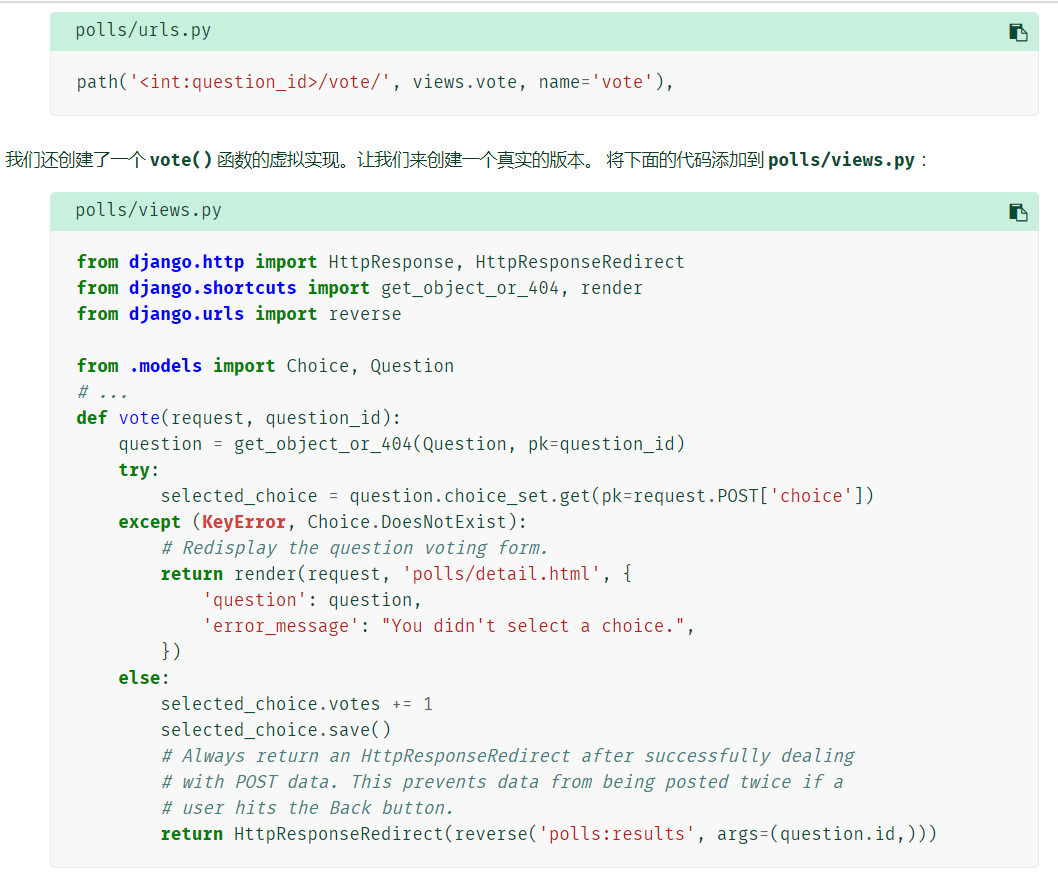 polls/urls.py
path('<int:question_id>/vote/', views.vote, name='vote'),
我们还创建了一个 vote() 函数的虚拟实现。让我们来创建一个真实的版本。 将下面的代码添加到 polls/views.py :
polls/views.py
from django.http import HttpResponse, HttpResponseRedirect
from django.shortcuts import get_object_or_404, render
from django.urls import reverse

from .models import Choice, Question
# ...
def vote(request, question_id):
    question = get_object_or_404(Question, pk=question_id)
    try:
        selected_choice = question.choice_set.get(pk=request.POST['choice'])
    except (KeyError, Choice.DoesNotExist):
        # Redisplay the question voting form.
        return render(request, 'polls/detail.html', {
            'question': question,
            'error_message': "You didn't select a choice.",
        })
    else:
        selected_choice.votes += 1
        selected_choice.save()
        # Always return an HttpResponseRedirect after successfully dealing
        # with POST data. This prevents data from being posted twice if a
        # user hits the Back button.
        return HttpResponseRedirect(reverse('polls:results', args=(question.id,)))